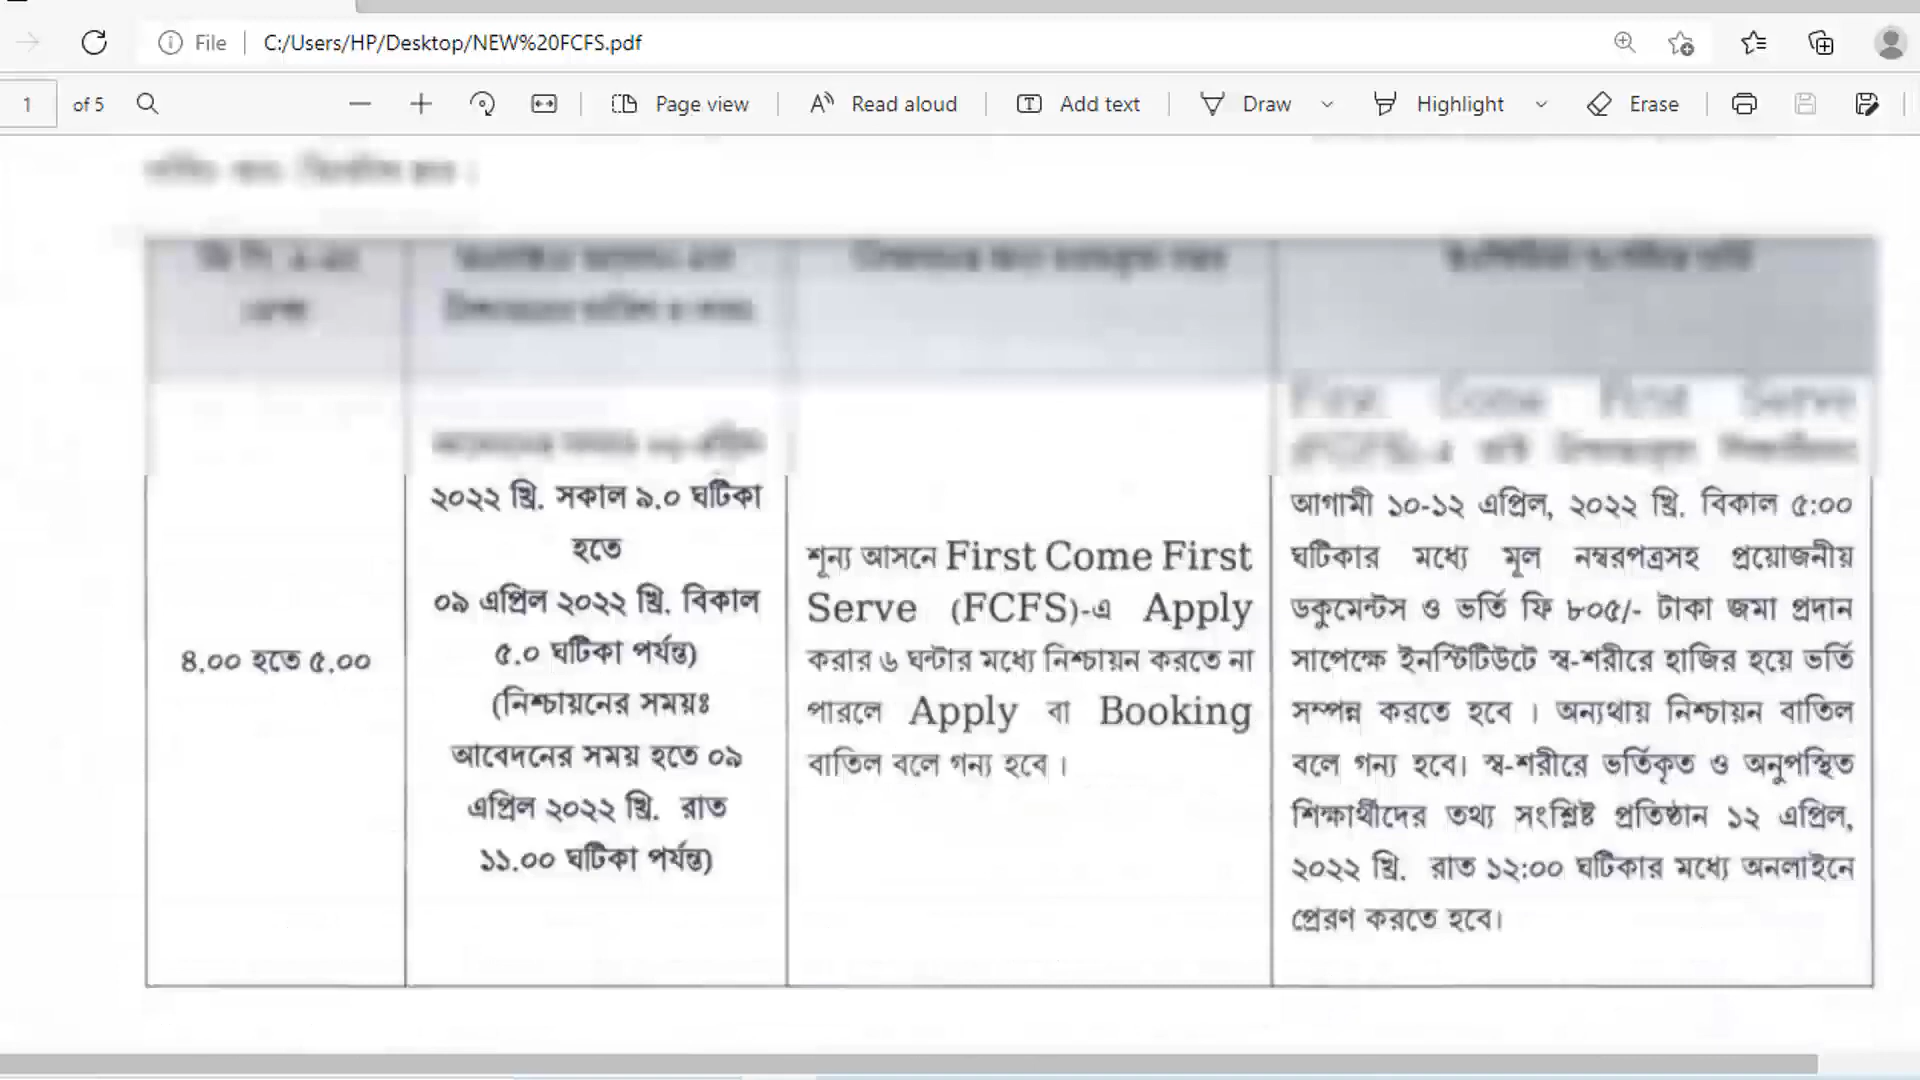 File
C:/Users/HP/Desktop/NEW%20FCFS.pdf
1 of 5
Page view
Read aloud
Add text
Draw
Highlight
Erase
৪.০০ হতে ৫.০০
২০২২ খ্রি. সকাল ৯.০ ঘটিকা
হতে
০৯ এপ্রিল ২০২২ খ্রি. বিকাল
৫.০ ঘটিকা পর্যন্ত)
(নিশ্চায়নের সময়ঃ
আবেদনের সময় হতে ০৯
এপ্রিল ২০২২ খ্রি. রাত
১১.০০ ঘটিকা পর্যন্ত)
শূন্য আসনে First Come First
Serve (FCFS)-এ Apply
করার ৬ ঘন্টার মধ্যে নিশ্চায়ন করতে না
পারলে Apply বা Booking
বাতিল বলে গন্য হবে ।
First Come First Serve
আগামী ১০-১২ এপ্রিল, ২০২২ খ্রি. বিকাল ৫:০০
ঘটিকার মধ্যে মূল নম্বরপত্রসহ প্রয়োজনীয়
ডকুমেন্টস ও ভর্তি ফি ৮০৫/- টাকা জমা প্রদান
সাপেক্ষে ইনস্টিটিউটে স্ব-শরীরে হাজির হয়ে ভর্তি
সম্পন্ন করতে হবে । অন্যথায় নিশ্চায়ন বাতিল
বলে গন্য হবে। স্ব-শরীরে ভর্তিকৃত ও অনুপস্থিত
শিক্ষার্থীদের তথ্য সংশ্লিষ্ট প্রতিষ্ঠান ১২ এপ্রিল,
২০২২ খ্রি. রাত ১২:০০ ঘটিকার মধ্যে অনলাইনে
প্রেরণ করতে হবে।